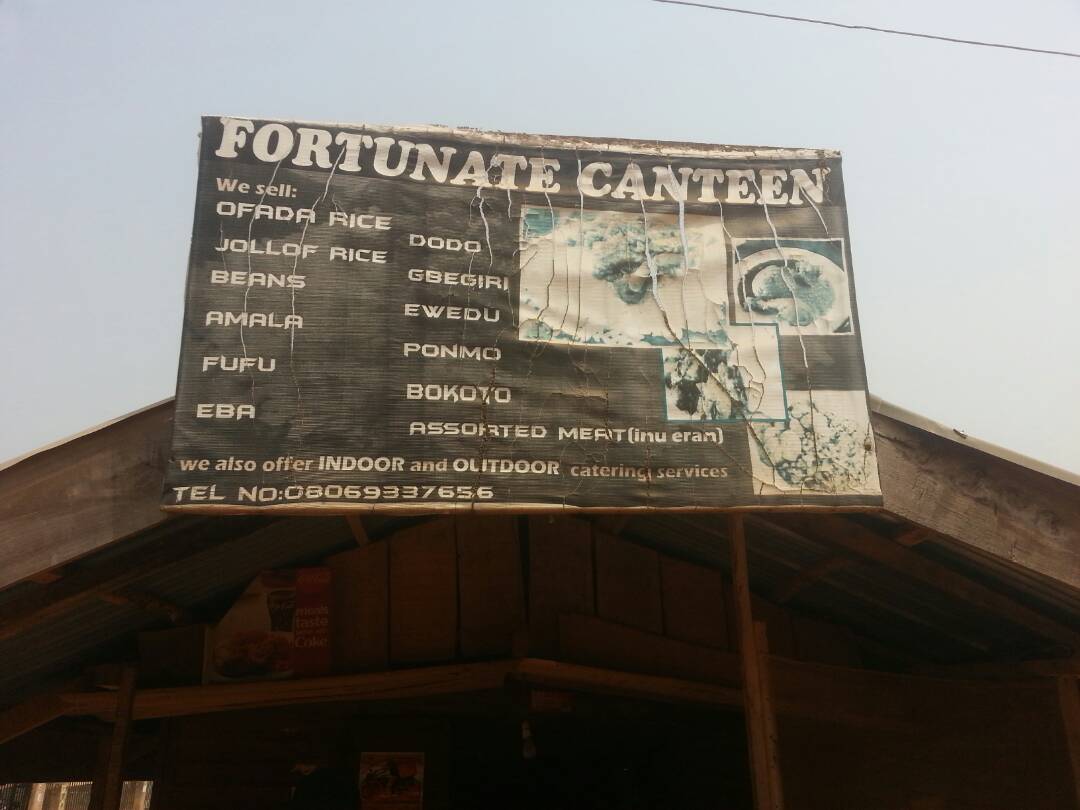 FORTUNATE CANTEEN
We sell:
OFADA RICE
JOLLOF RICE
BEANS
AMALA
FUFU
EBA
DODO
GBEGIRI
EWEDU
PONMO
BOKOTO
ASSORTED MEAT(inu eran)
we also offer INDOOR and OUTDOOR catering services
TEL NO:08069337656
meals
taste
Coke